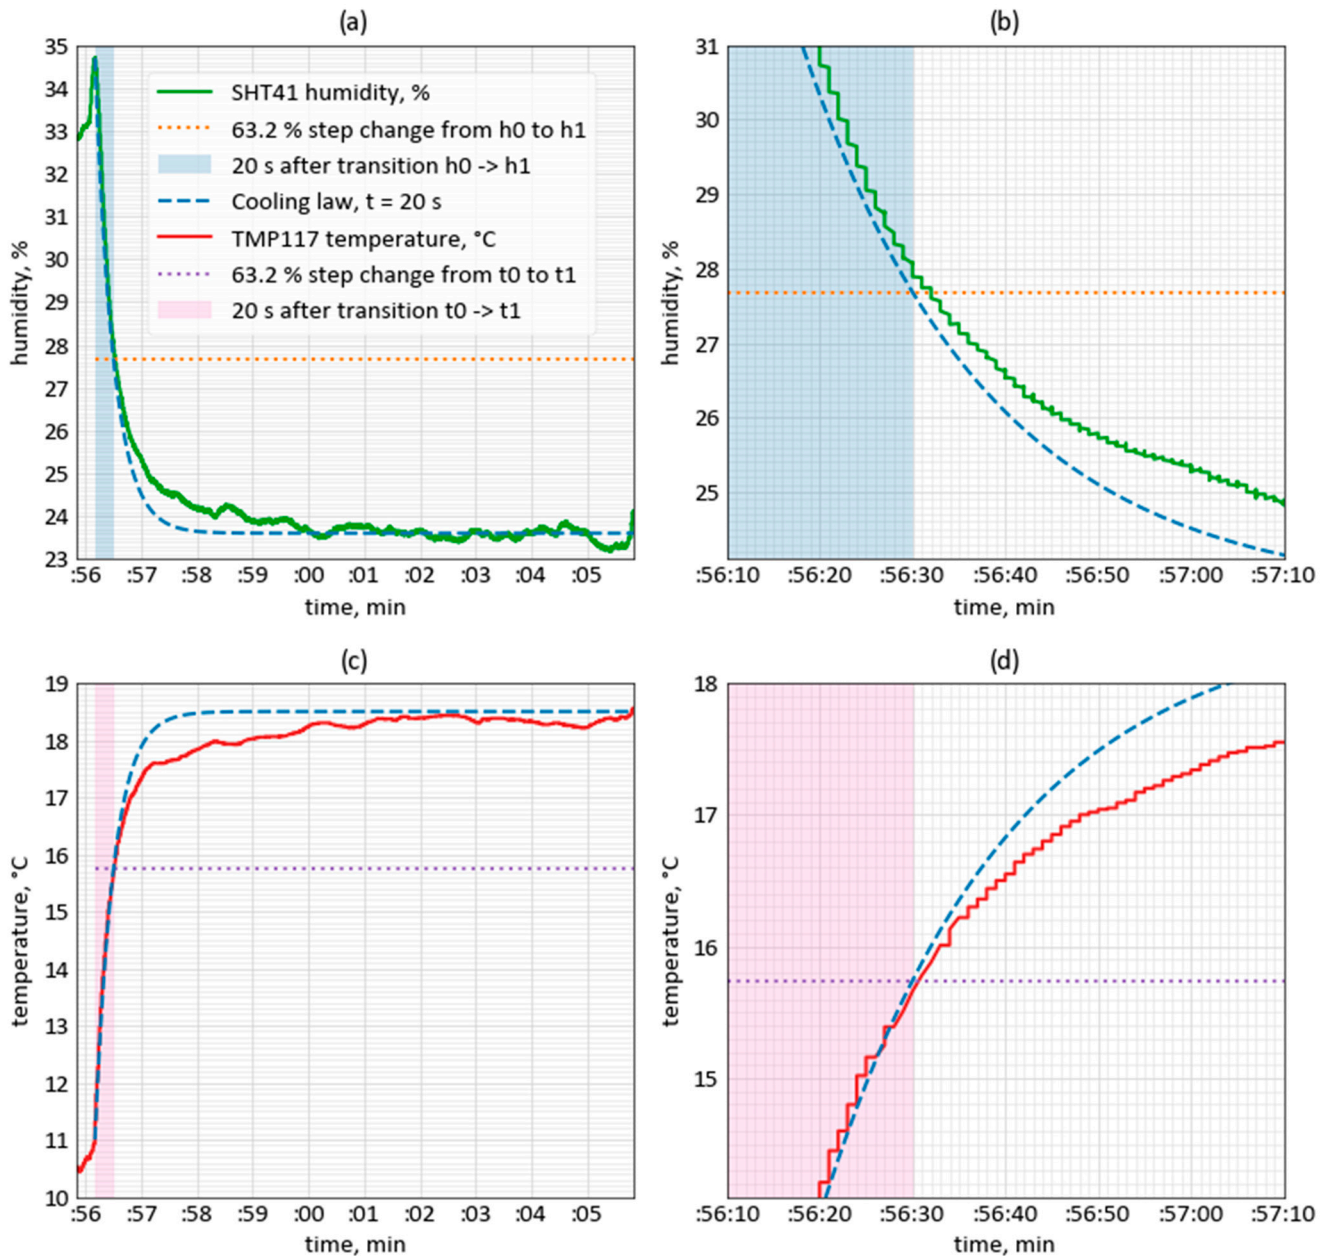 (a)
35
34
33
32
31
30
29
28
27
26
25
24
23
humidity, %
SHT41 humidity, %
63.2 % step change from h0 to h1
20 s after transition h0 -> h1
Cooling law, t = 20 s
TMP117 temperature, °C
63.2 % step change from t0 to t1
20 s after transition t0 -> t1
:56 :57 :58 :59 :00 :01 :02 :03 :04 :05
time, min
(b)
31
30
29
28
27
26
25
humidity, %
:56:10 :56:20 :56:30 :56:40 :56:50 :57:00 :57:10
time, min
(c)
19
18
17
16
15
14
13
12
11
10
temperature, °C
:56 :57 :58 :59 :00 :01 :02 :03 :04 :05
time, min
(d)
18
17
16
15
temperature, °C
:56:10 :56:20 :56:30 :56:40 :56:50 :57:00 :57:10
time, min